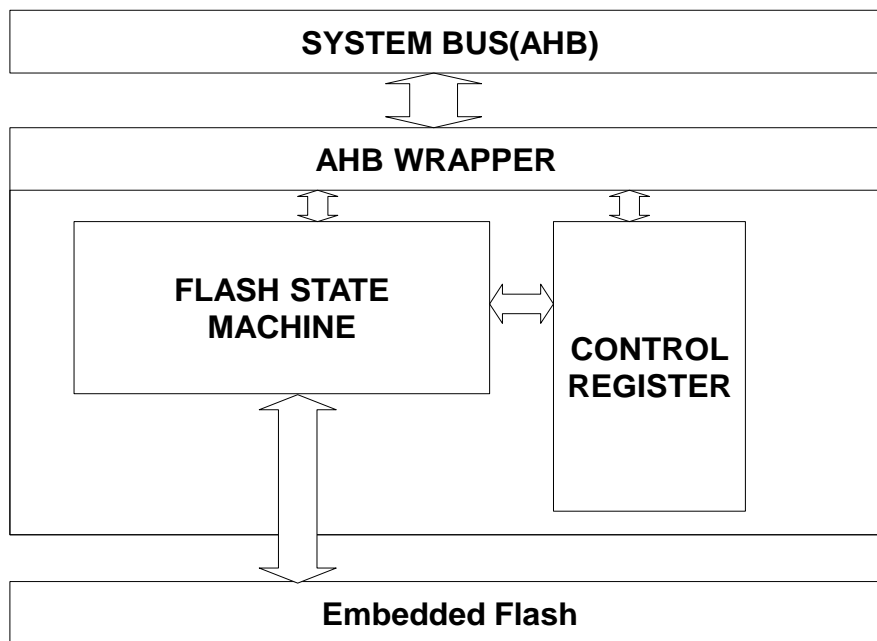 SYSTEM BUS(AHB)
AHB WRAPPER
FLASH STATE
MACHINE
CONTROL
REGISTER
Embedded Flash